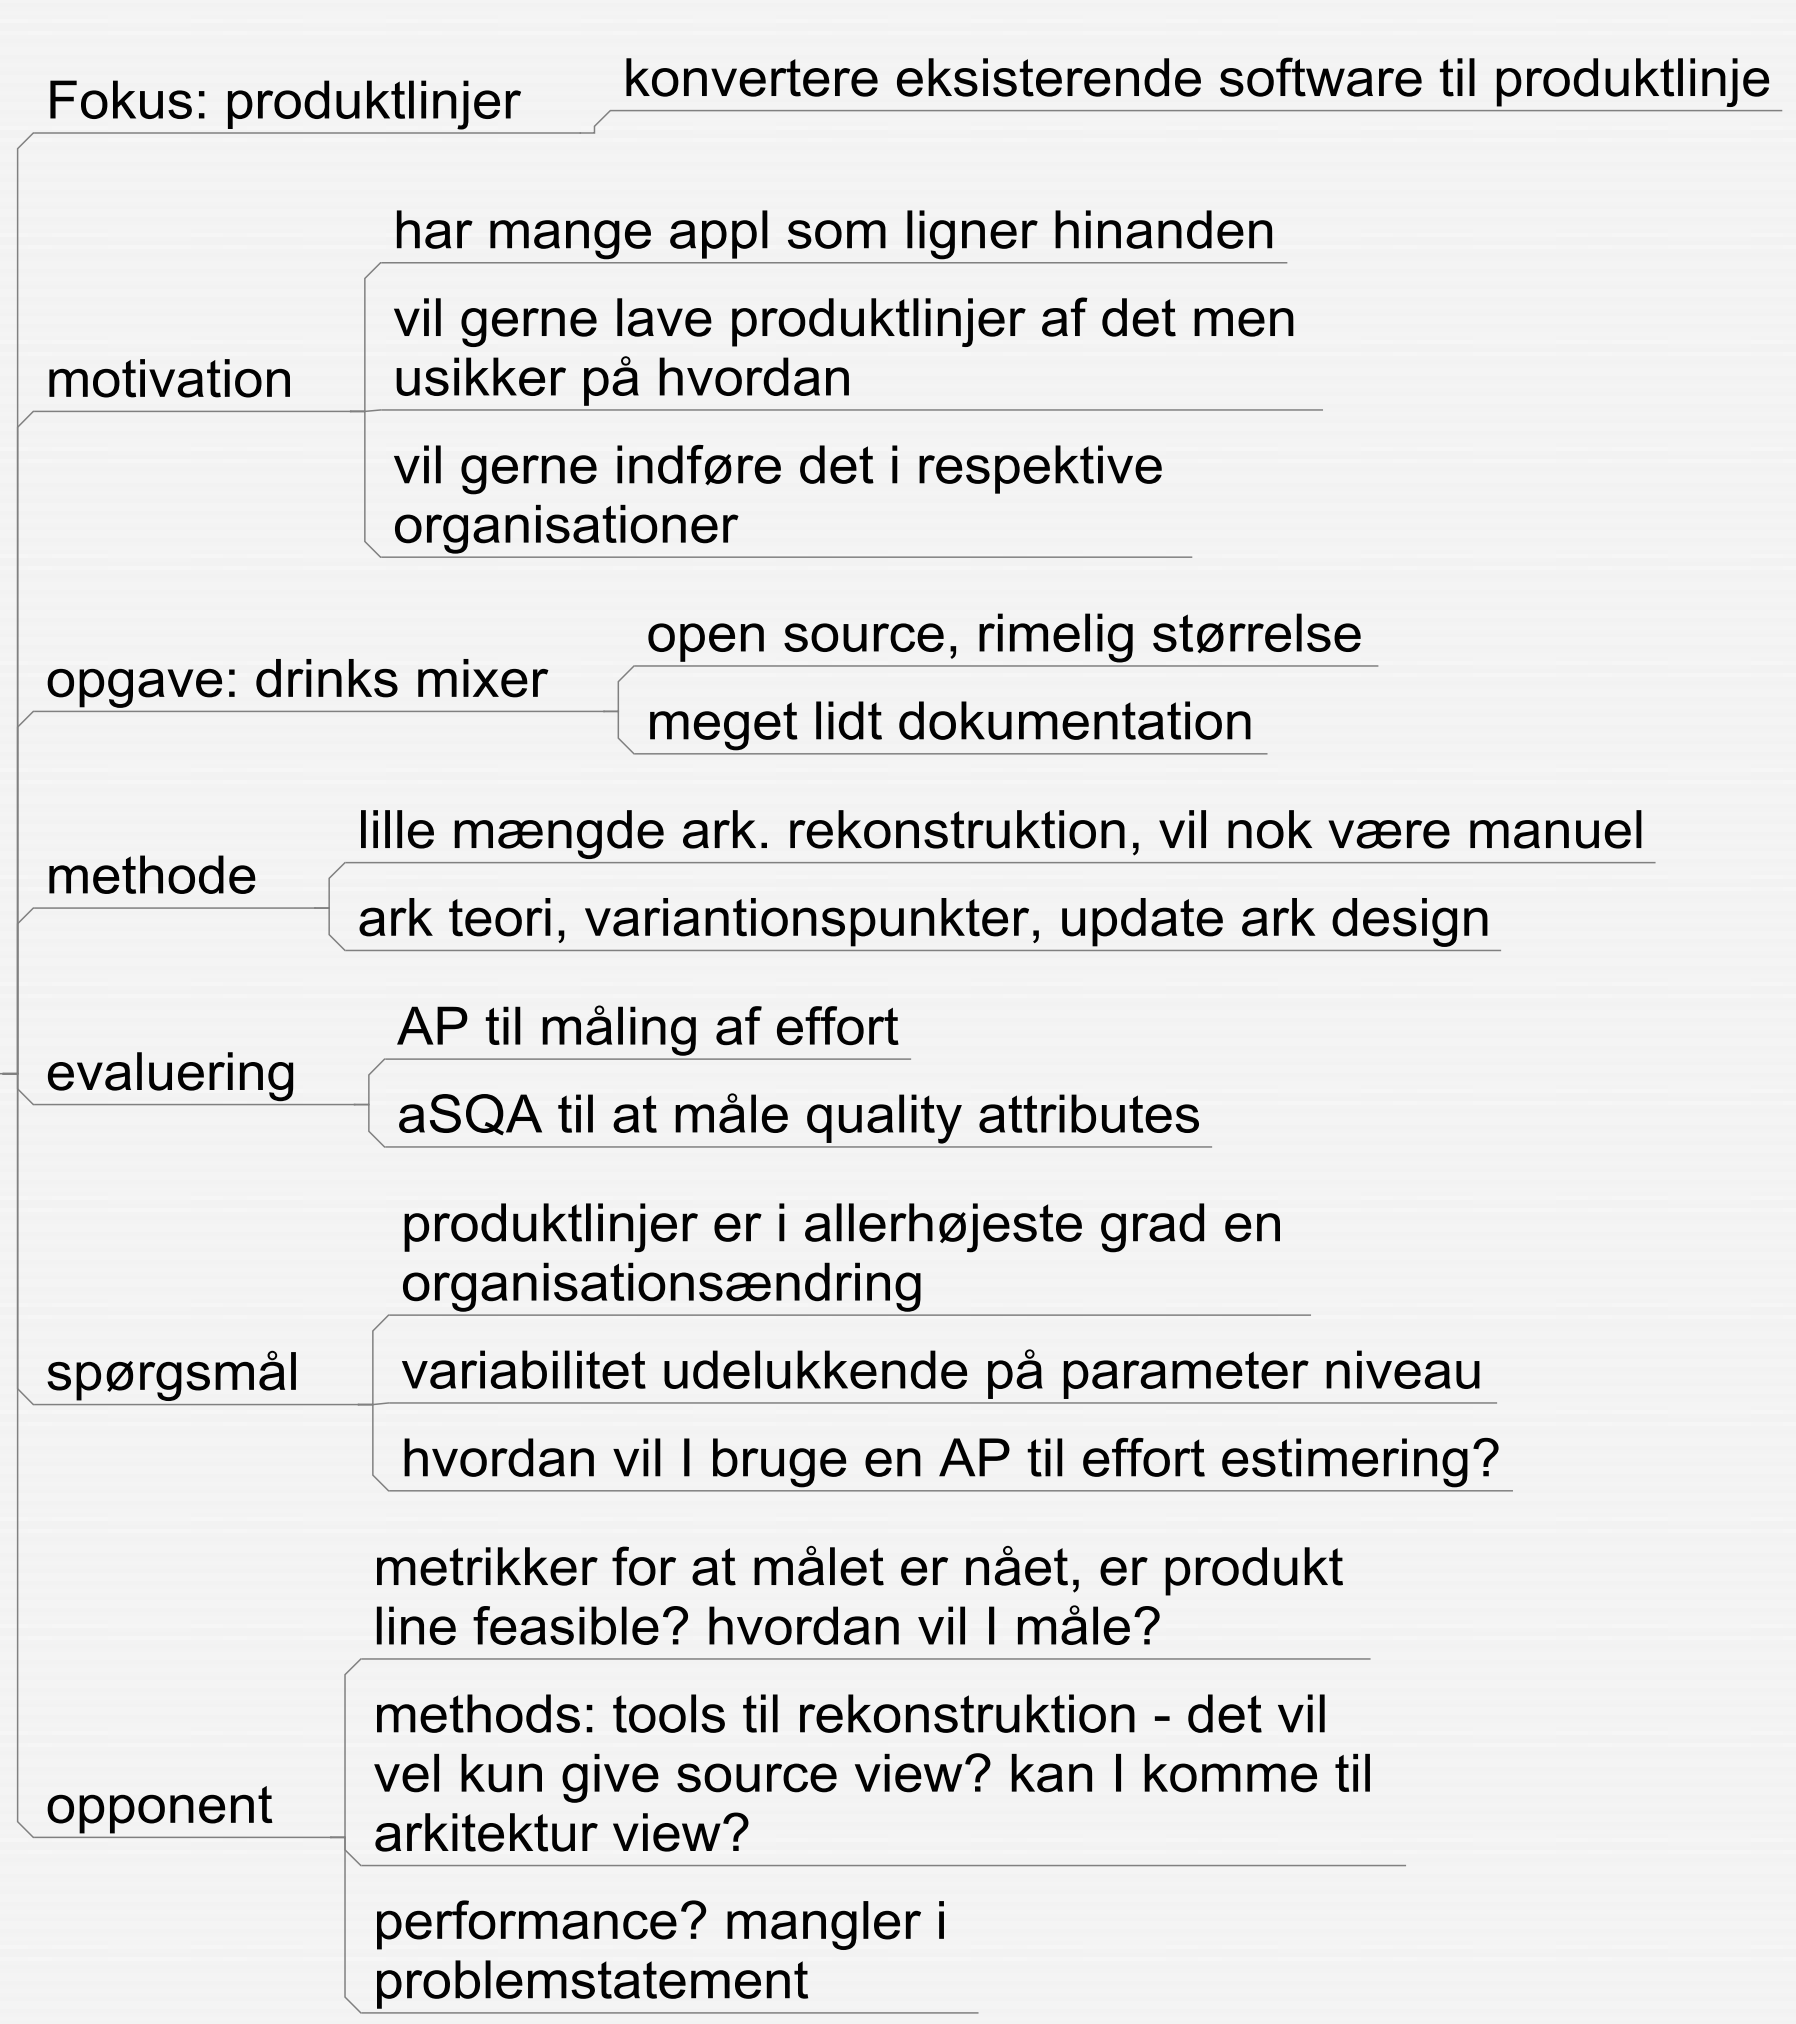 Fokus: produktlinjer
konvertere eksisterende software til produktlinje
motivation
har mange appl som ligner hinanden
vil gerne lave produktlinjer af det men
usikker på hvordan
vil gerne indføre det i respektive
organisationer
opgave: drinks mixer
open source, rimelig størrelse
meget lidt dokumentation
methode
lille mængde ark. rekonstruktion, vil nok være manuel
ark teori, variantionspunkter, update ark design
evaluering
AP til måling af effort
aSQA til at måle quality attributes
spørgsmål
produktlinjer er i allerhøjeste grad en
organisationsændring
variabilitet udelukkende på parameter niveau
hvordan vil I bruge en AP til effort estimering?
opponent
metrikker for at målet er nået, er produkt
line feasible? hvordan vil I måle?
methods: tools til rekonstruktion - det vil
vel kun give source view? kan I komme til
arkitektur view?
performance? mangler i
problemstatement